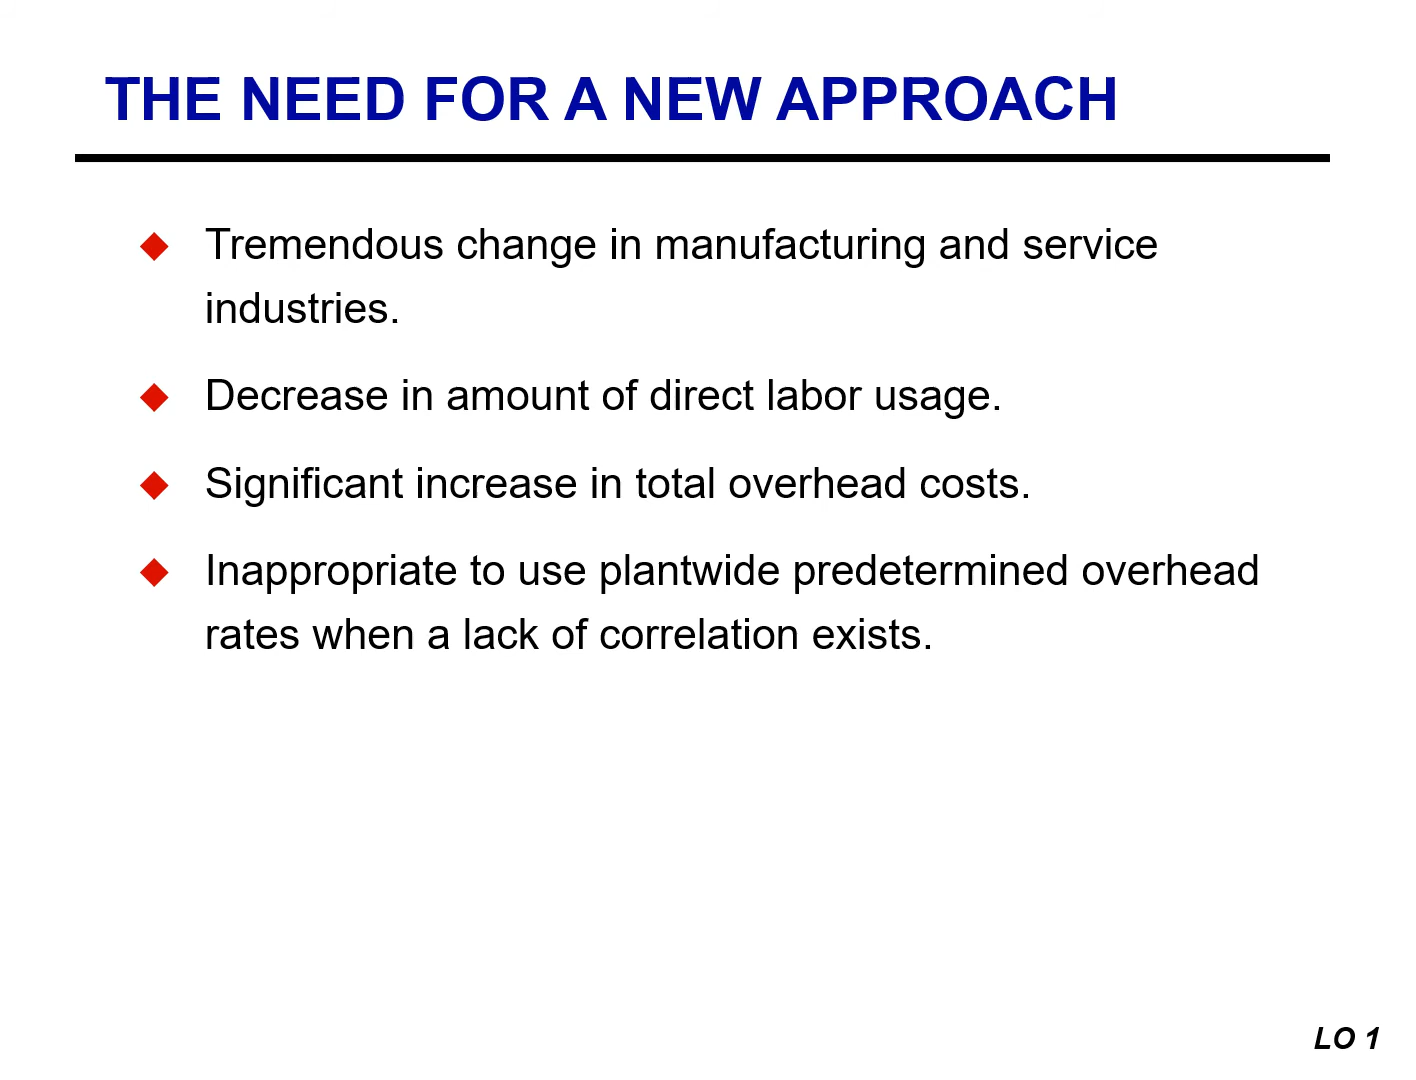 THE NEED FOR A NEW APPROACH
Tremendous change in manufacturing and service
industries.
Decrease in amount of direct labor usage.
Significant increase in total overhead costs.
Inappropriate to use plantwide predetermined overhead
rates when a lack of correlation exists.
LO 1